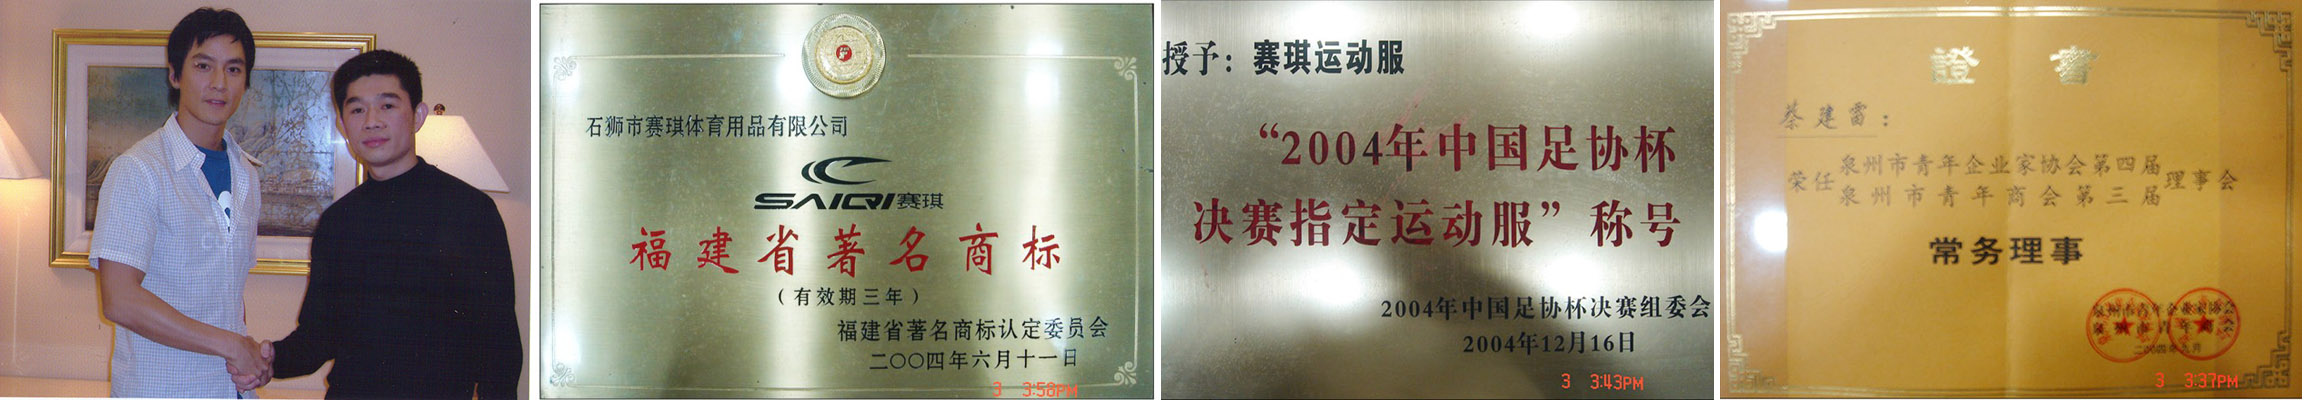 石狮市赛琪体育用品有限公司
SAIQI赛琪
福建省著名商标
（有效期三年）
福建省著名商标认定委员会
二〇〇四年六月十一日
3 3:58PM
授予：赛琪运动服
“2004年中国足协杯
决赛指定运动服”称号
2004年中国足协杯决赛组委会
2004年12月16日
3 3:43PM
證書
蔡建雷：
荣任泉州市青年企业家协会第四届理事会
泉州市青年商会第三届
常务理事
3 3:37PM